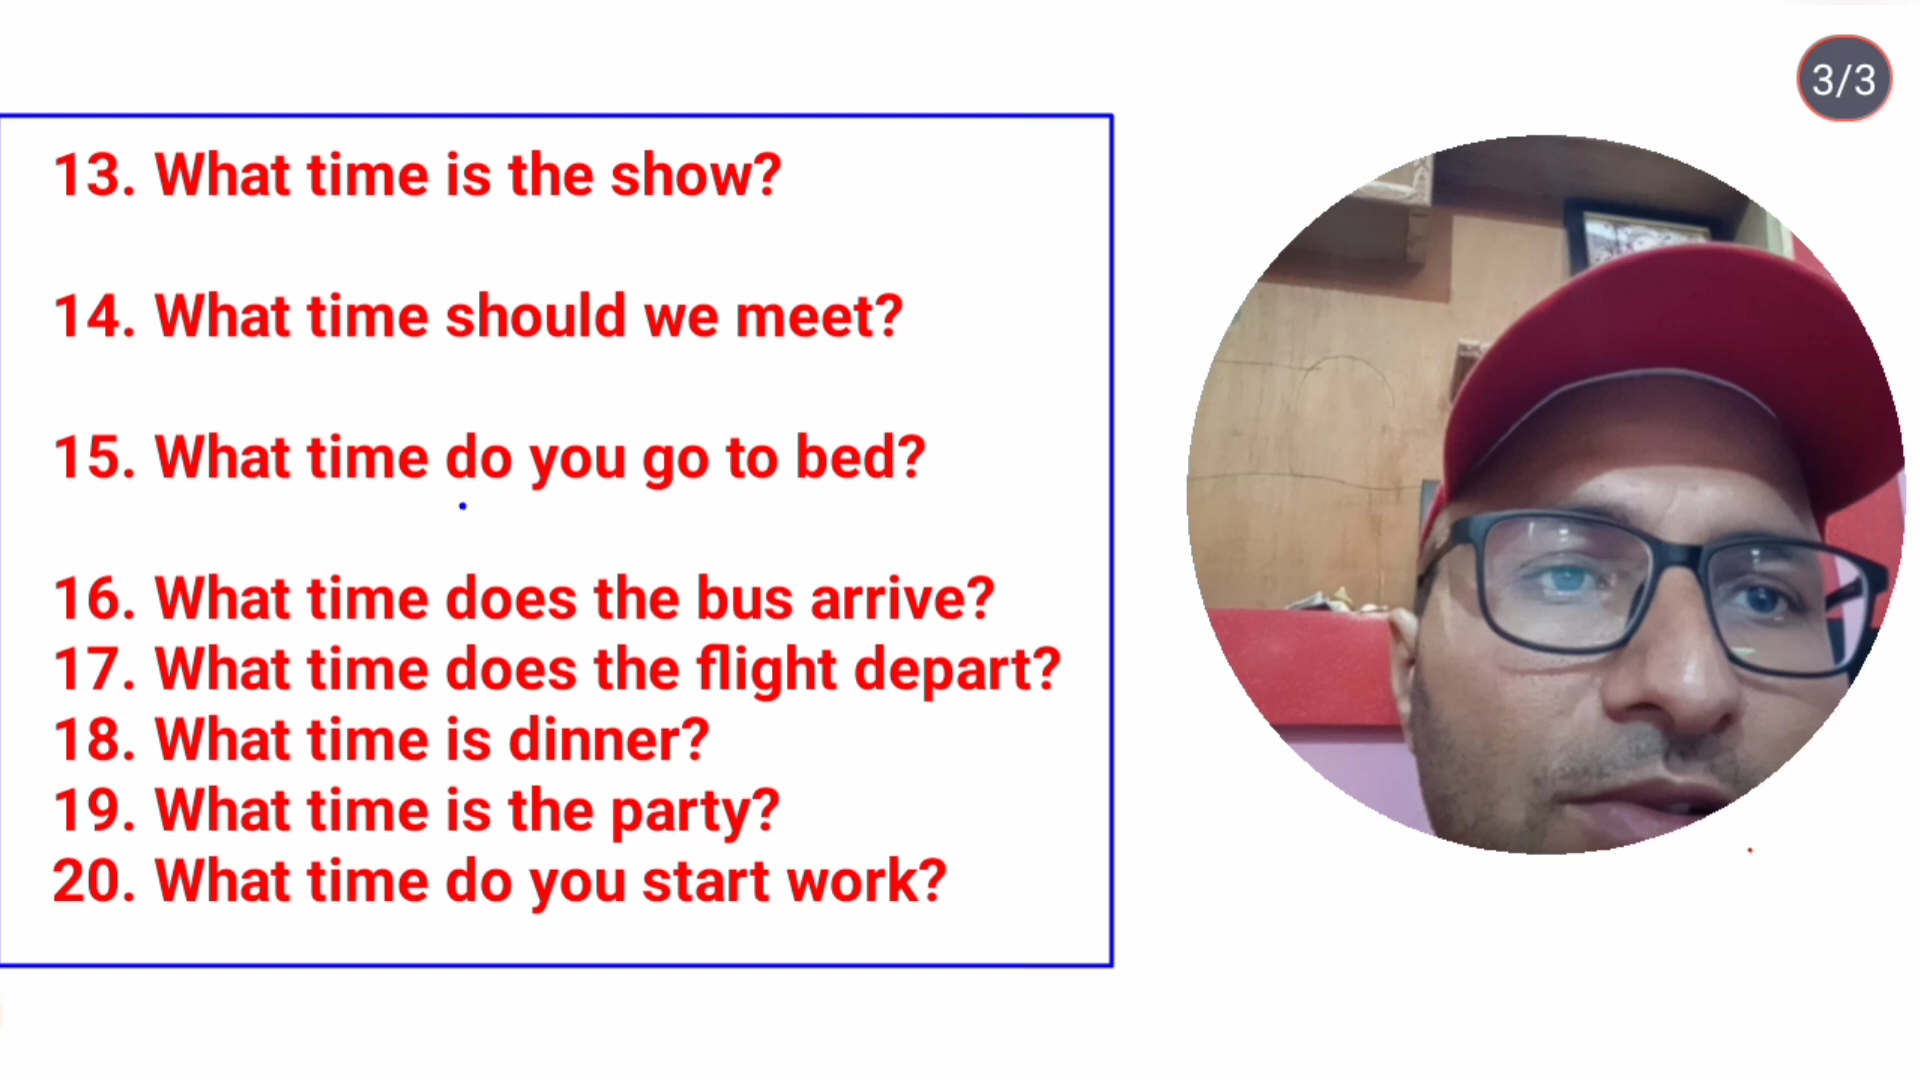 3/3
13. What time is the show?
14. What time should we meet?
15. What time do you go to bed?
16. What time does the bus arrive?
17. What time does the flight depart?
18. What time is dinner?
19. What time is the party?
20. What time do you start work?